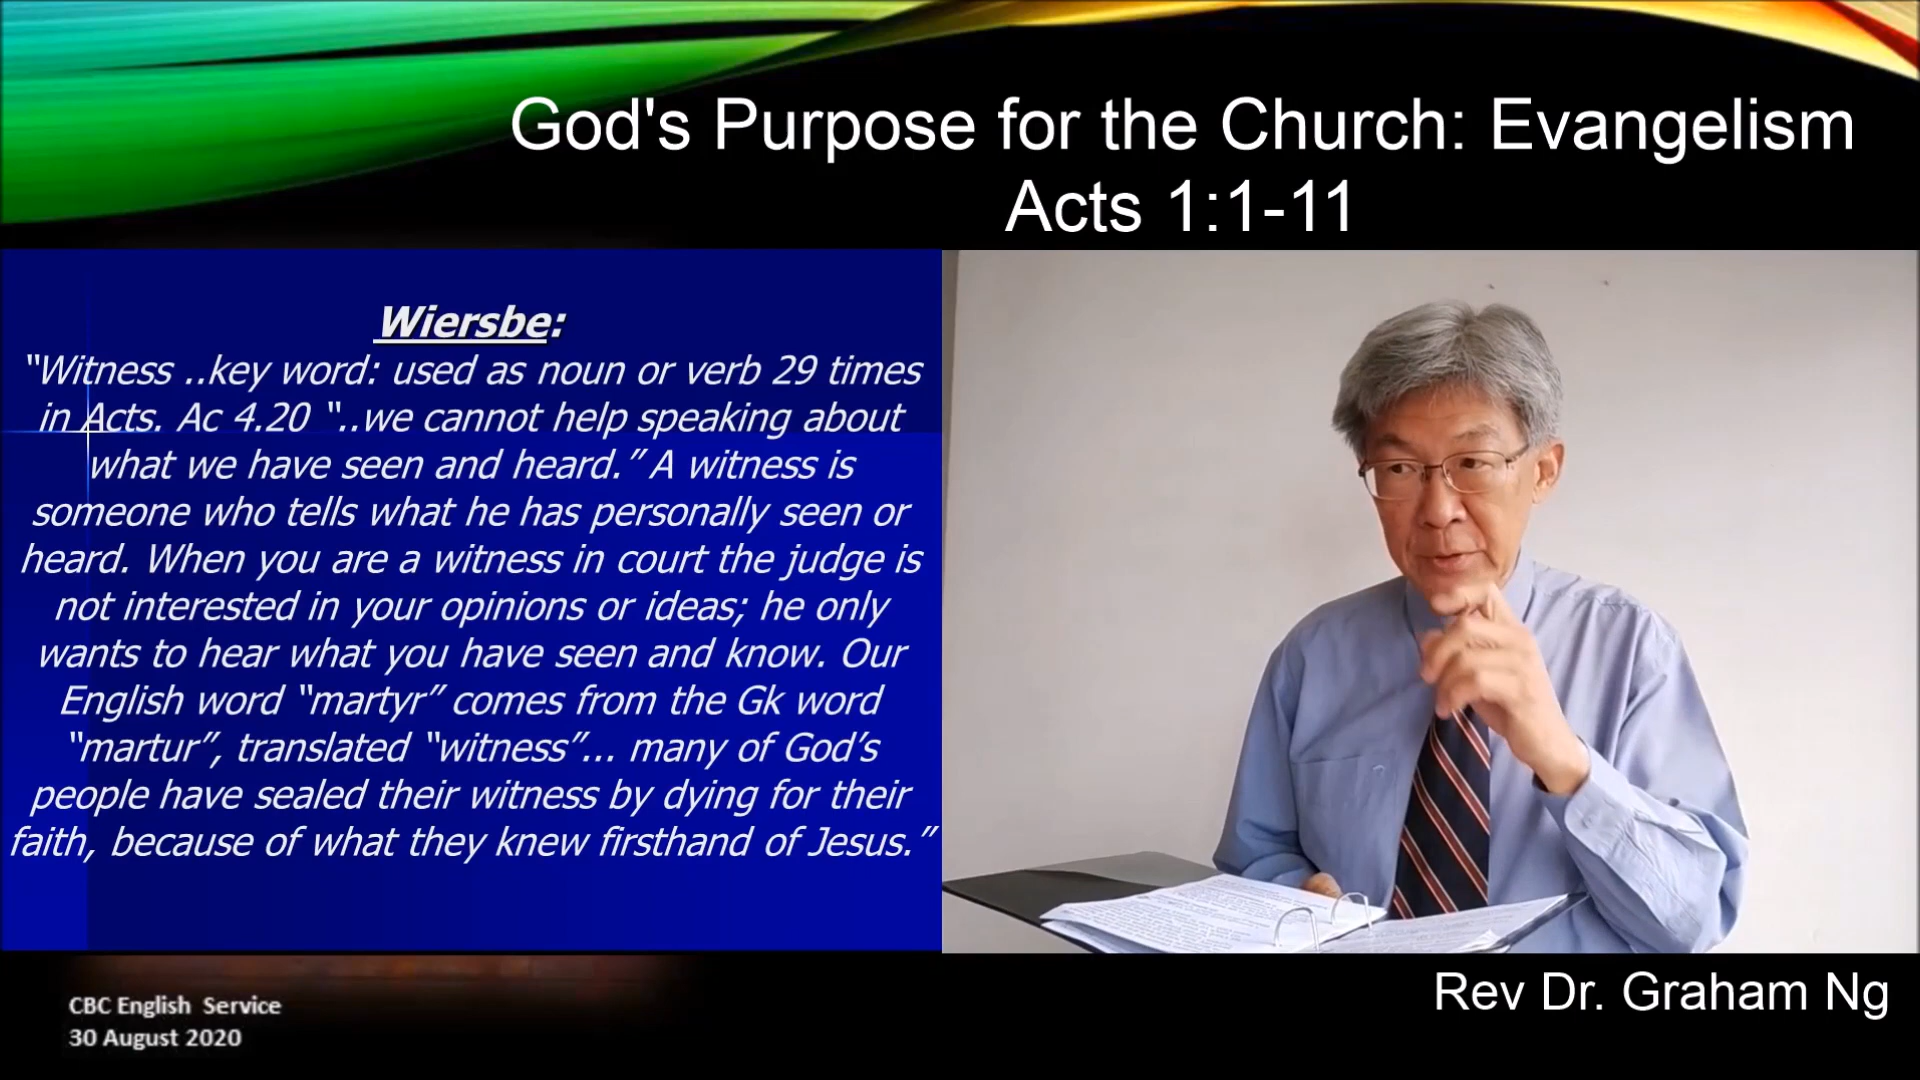 God's Purpose for the Church: Evangelism
Acts 1:1-11
Wiersbe:
“Witness ..key word: used as noun or verb 29 times
in Acts. Ac 4.20 “..we cannot help speaking about
what we have seen and heard.” A witness is
someone who tells what he has personally seen or
heard. When you are a witness in court the judge is
not interested in your opinions or ideas; he only
wants to hear what you have seen and know. Our
English word “martyr” comes from the Gk word
“martur”, translated “witness”... many of God’s
people have sealed their witness by dying for their
faith, because of what they knew firsthand of Jesus.”
Rev Dr. Graham Ng
CBC English Service
30 August 2020